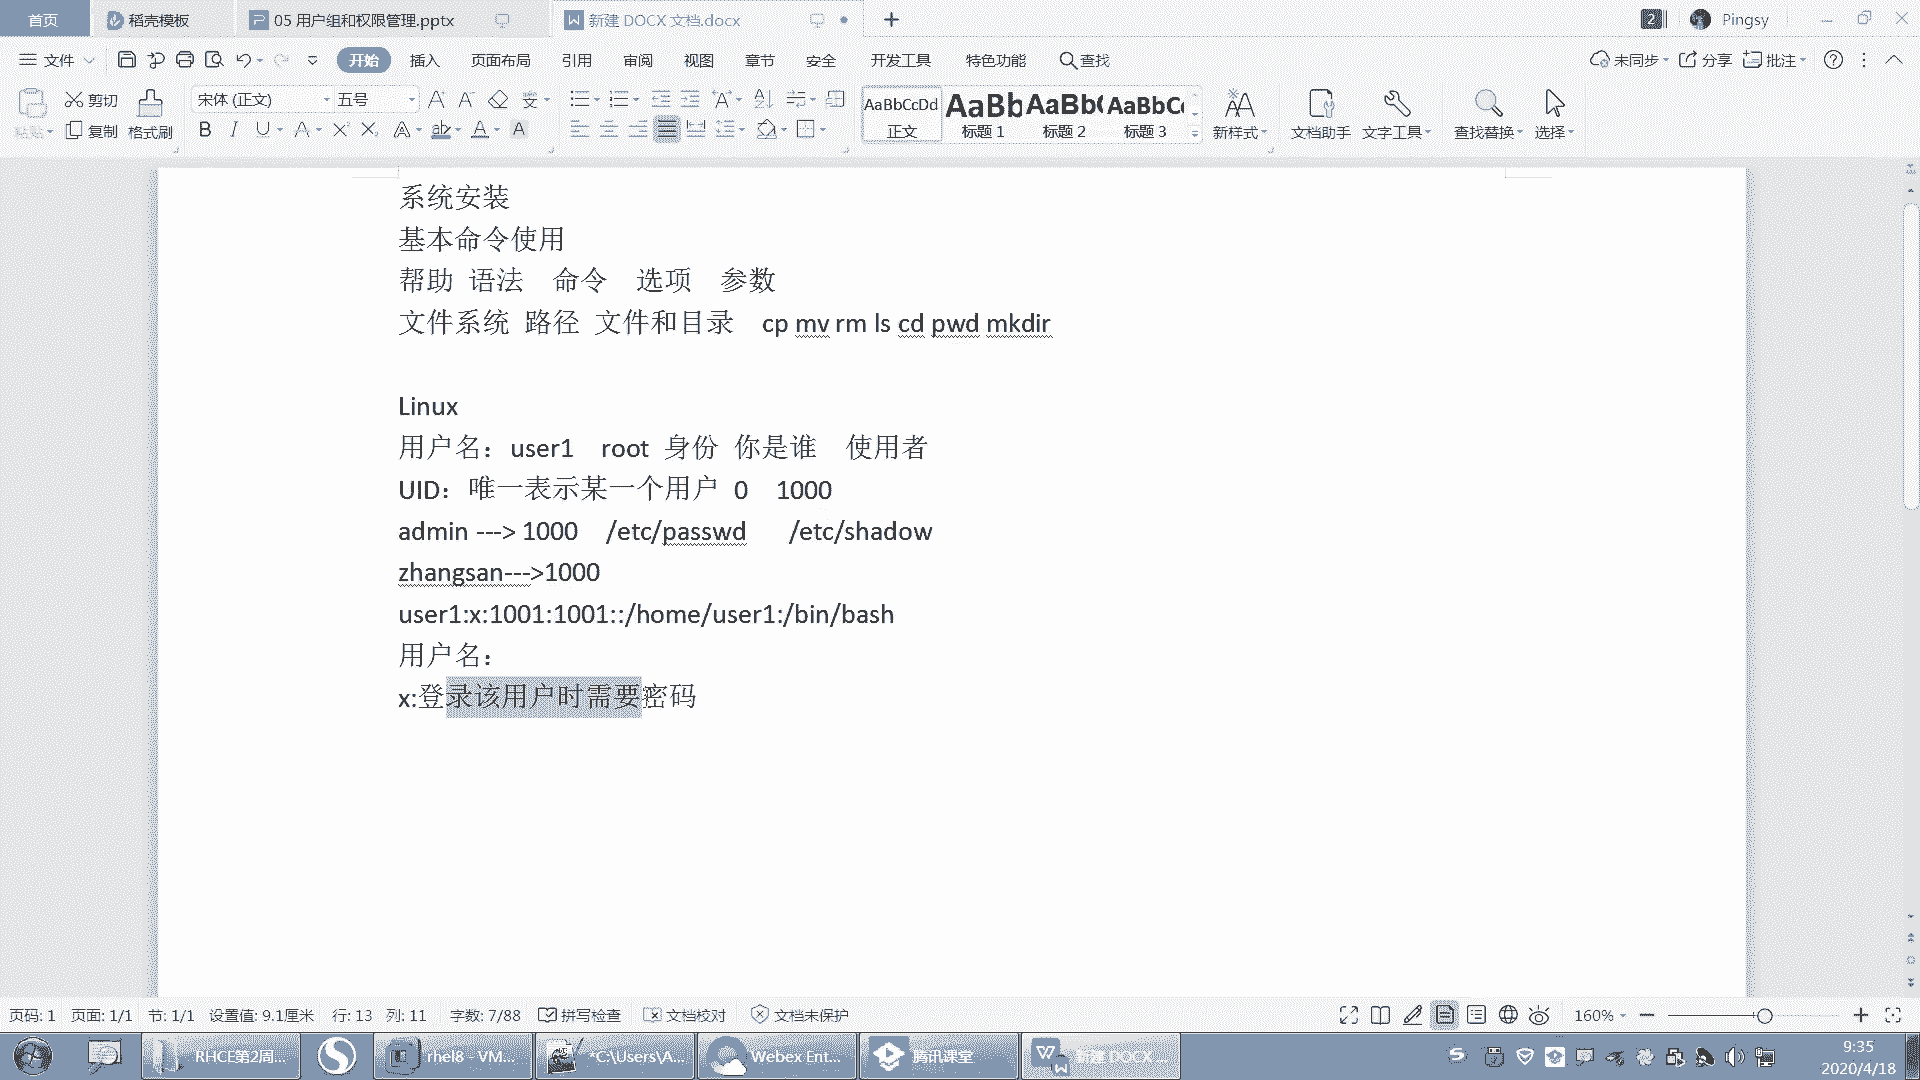 首页
稻壳模板
05 用户组和权限管理.pptx
新建 DOCX 文档.docx
2
Pingsy
文件
开始
插入
页面布局
引用
审阅
视图
章节
安全
开发工具
特色功能
查找
未同步
分享
批注
粘贴
剪切
复制
格式刷
宋体 (正文)
五号
AaBbCcDd
正文
AaBb
标题 1
AaBb(
标题 2
AaBbC
标题 3
新样式
文档助手
文字工具
查找替换
选择
系统安装
基本命令使用
帮助 语法 命令 选项 参数
文件系统 路径 文件和目录 cp mv rm ls cd pwd mkdir
Linux
用户名：user1 root 身份 你是谁 使用者
UID：唯一表示某一个用户 0 1000
admin ---> 1000 /etc/passwd /etc/shadow
zhangsan--->1000
user1:x:1001:1001::/home/user1:/bin/bash
用户名：
x:登录该用户时需要密码
页码: 1 页面: 1/1 节: 1/1 设置值: 9.1厘米 行: 13 列: 11 字数: 7/88 拼写检查 文档校对 文档未保护
160%
RHCE第2周...
rhel8 - VM...
*C:\Users\A...
Webex Ent...
腾讯课堂
新建 DOCX...
9:35
2020/4/18